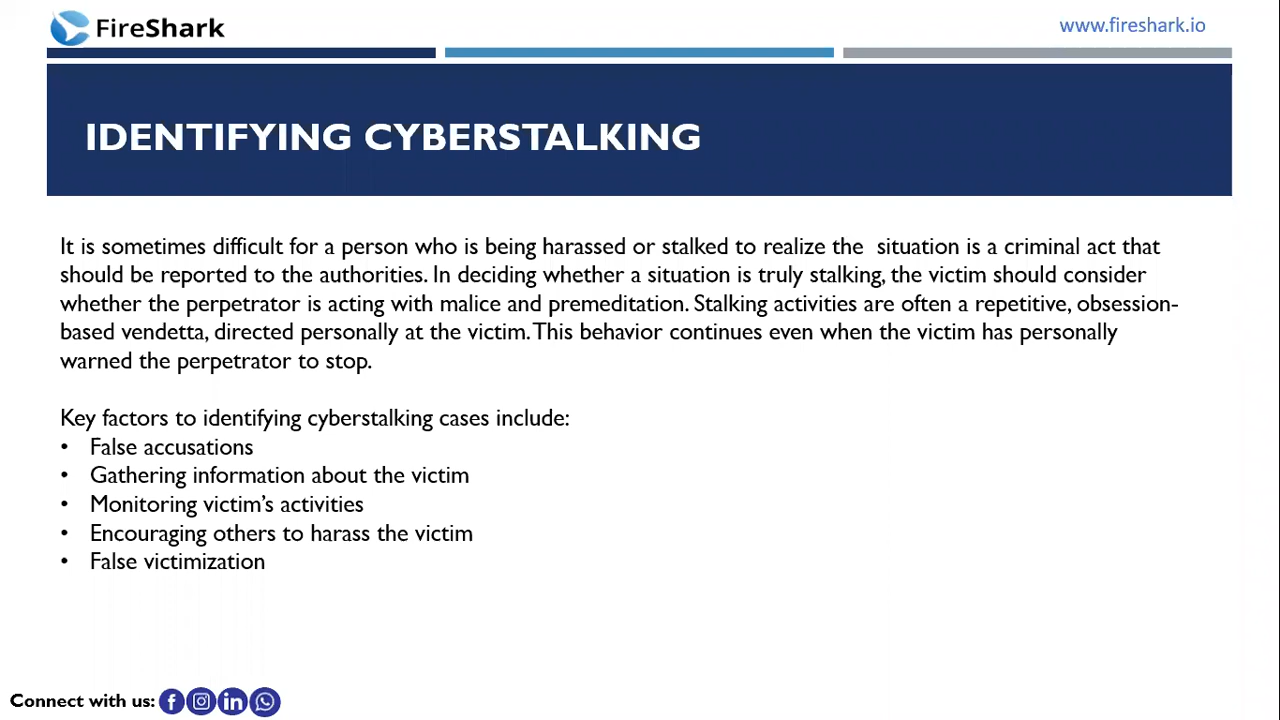 FireShark
www.fireshark.io
IDENTIFYING CYBERSTALKING
It is sometimes difficult for a person who is being harassed or stalked to realize the  situation is a criminal act that
should be reported to the authorities. In deciding whether a situation is truly stalking, the victim should consider
whether the perpetrator is acting with malice and premeditation. Stalking activities are often a repetitive, obsession-
based vendetta, directed personally at the victim. This behavior continues even when the victim has personally
warned the perpetrator to stop.
Key factors to identifying cyberstalking cases include:
• False accusations
• Gathering information about the victim
• Monitoring victim's activities
• Encouraging others to harass the victim
• False victimization
Connect with us: